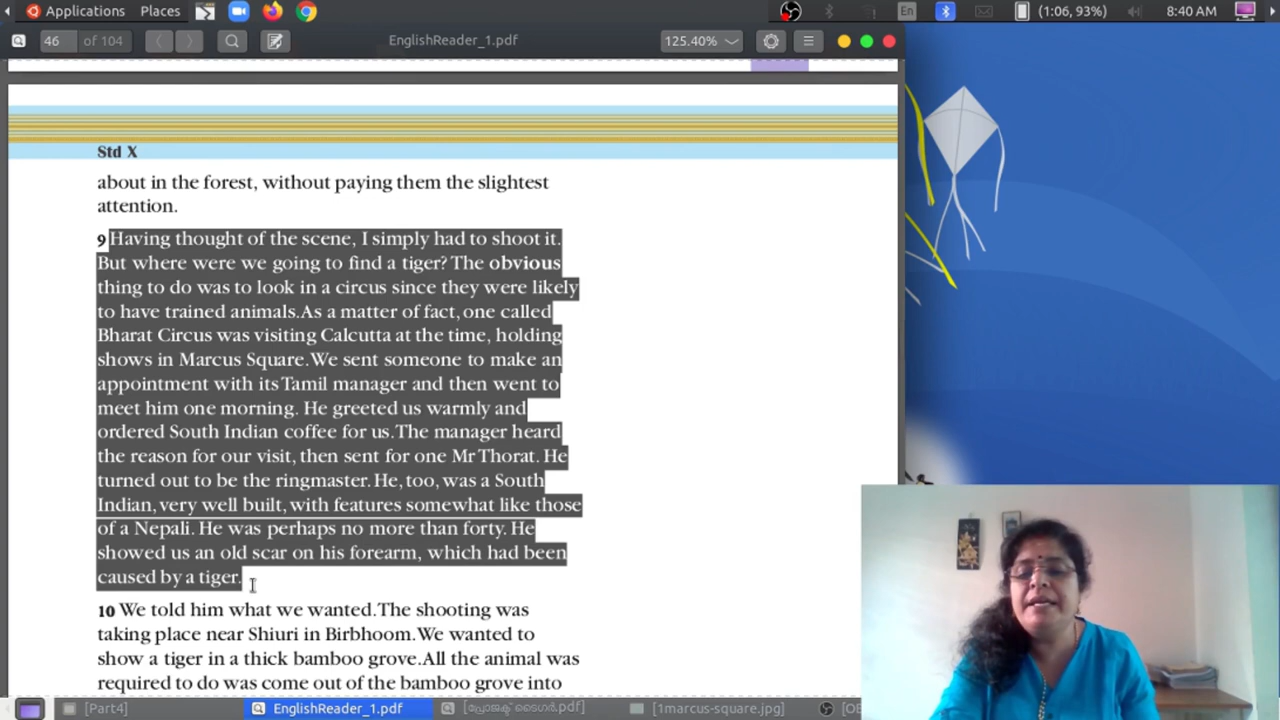 Applications Places En (1:06, 93%) 8:40 AM
46 of 104 EnglishReader_1.pdf 125.40%
Std X
about in the forest, without paying them the slightest
attention.
9 Having thought of the scene, I simply had to shoot it.
But where were we going to find a tiger? The obvious
thing to do was to look in a circus since they were likely
to have trained animals.As a matter of fact, one called
Bharat Circus was visiting Calcutta at the time, holding
shows in Marcus Square.We sent someone to make an
appointment with its Tamil manager and then went to
meet him one morning. He greeted us warmly and
ordered South Indian coffee for us.The manager heard
the reason for our visit, then sent for one Mr Thorat. He
turned out to be the ringmaster. He, too, was a South
Indian, very well built, with features somewhat like those
of a Nepali. He was perhaps no more than forty. He
showed us an old scar on his forearm, which had been
caused by a tiger.
10 We told him what we wanted.The shooting was
taking place near Shiuri in Birbhoom.We wanted to
show a tiger in a thick bamboo grove.All the animal was
required to do was come out of the bamboo grove into
[Part4] EnglishReader_1.pdf [പ്രോജക്ട് ടൈഗർ.pdf] [1marcus-square.jpg] [OB